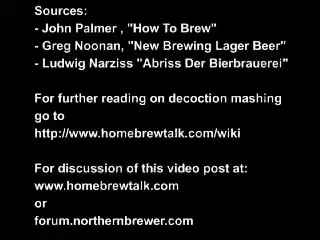 Sources:
- John Palmer , "How To Brew"
- Greg Noonan, "New Brewing Lager Beer"
- Ludwig Narziss "Abriss Der Bierbrauerei"
For further reading on decoction mashing
go to
http://www.homebrewtalk.com/wiki
For discussion of this video post at:
www.homebrewtalk.com
or
forum.northernbrewer.com